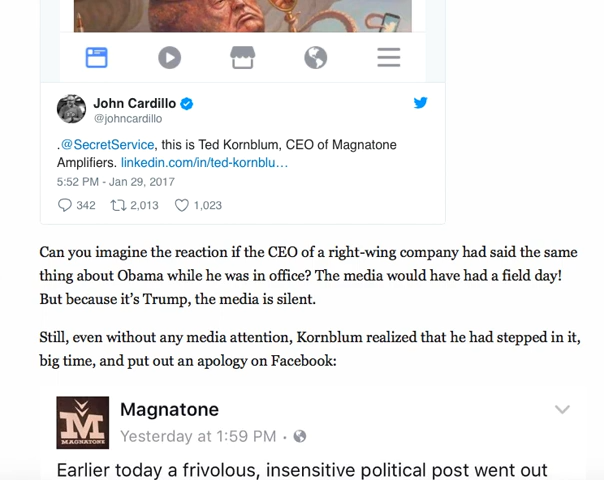 John Cardillo
@johncardillo
.@SecretService, this is Ted Kornblum, CEO of Magnatone
Amplifiers. linkedin.com/in/ted-kornblu…
5:52 PM - Jan 29, 2017
342 2,013 1,023
Can you imagine the reaction if the CEO of a right-wing company had said the same
thing about Obama while he was in office? The media would have had a field day!
But because it’s Trump, the media is silent.
Still, even without any media attention, Kornblum realized that he had stepped in it,
big time, and put out an apology on Facebook:
MAGNATONE
Magnatone
Yesterday at 1:59 PM ·
Earlier today a frivolous, insensitive political post went out